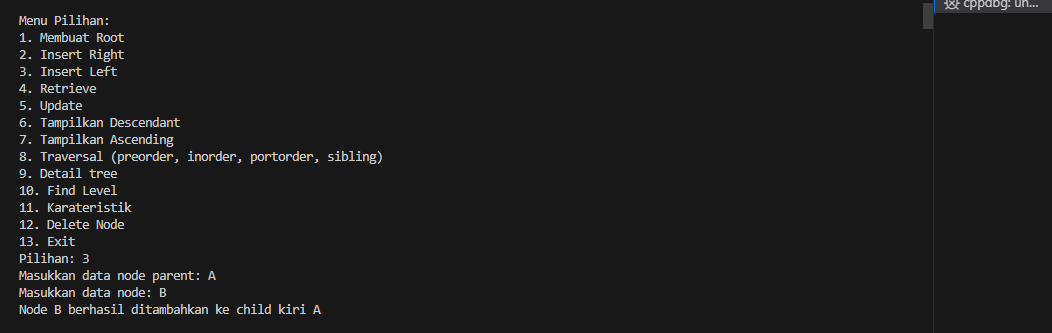 cppdbg: un...
Menu Pilihan:
1. Membuat Root
2. Insert Right
3. Insert Left
4. Retrieve
5. Update
6. Tampilkan Descendant
7. Tampilkan Ascending
8. Traversal (preorder, inorder, portorder, sibling)
9. Detail tree
10. Find Level
11. Karateristik
12. Delete Node
13. Exit
Pilihan: 3
Masukkan data node parent: A
Masukkan data node: B
Node B berhasil ditambahkan ke child kiri A